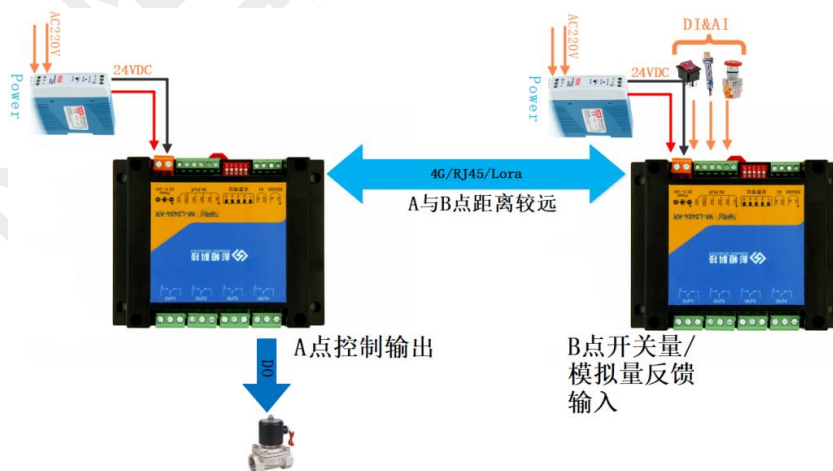 AC220V
24VDC
Power
AC220V
DI&AI
24VDC
Power
4G/RJ45/Lora
A与B点距离较远
A点控制输出
B点开关量/
模拟量反馈
输入
DO